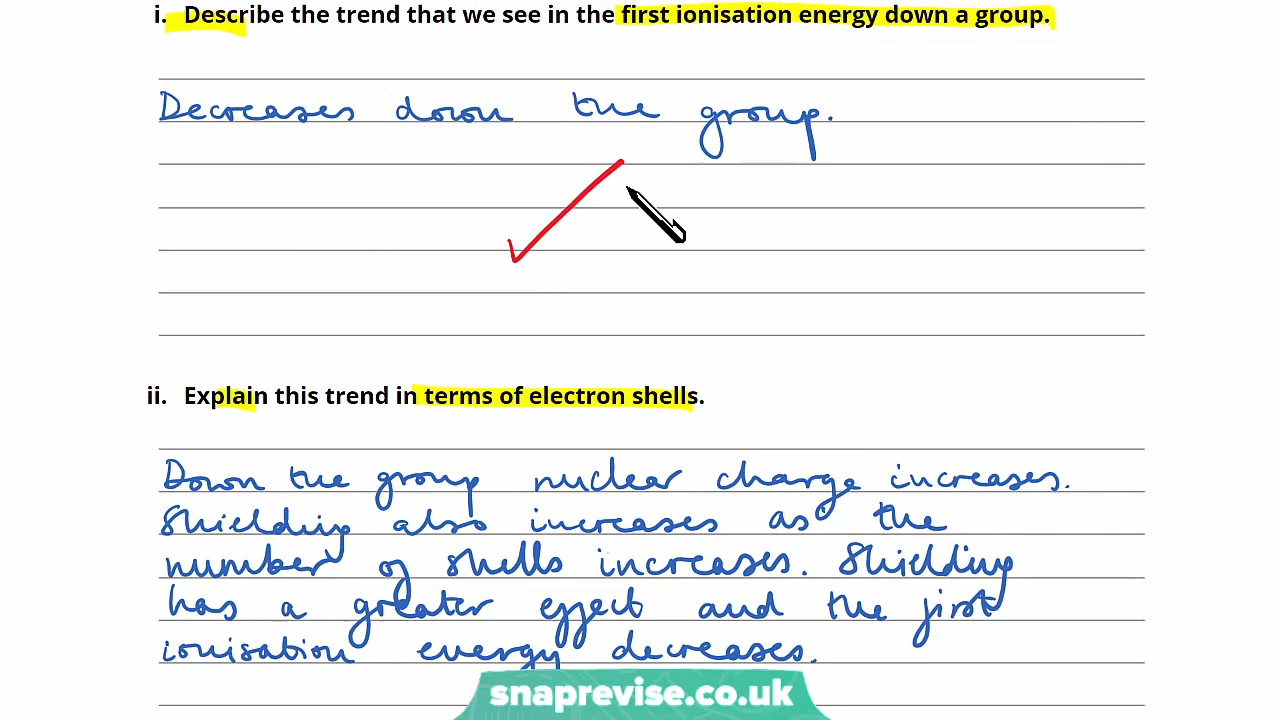 i. Describe the trend that we see in the first ionisation energy down a group.
Decreases down the group.
ii. Explain this trend in terms of electron shells.
Down the group nuclear charge increases.
Shielding also increases as the
number of shells increases. Shielding
has a greater effect and the first
ionisation energy decreases.
snaprevise.co.uk